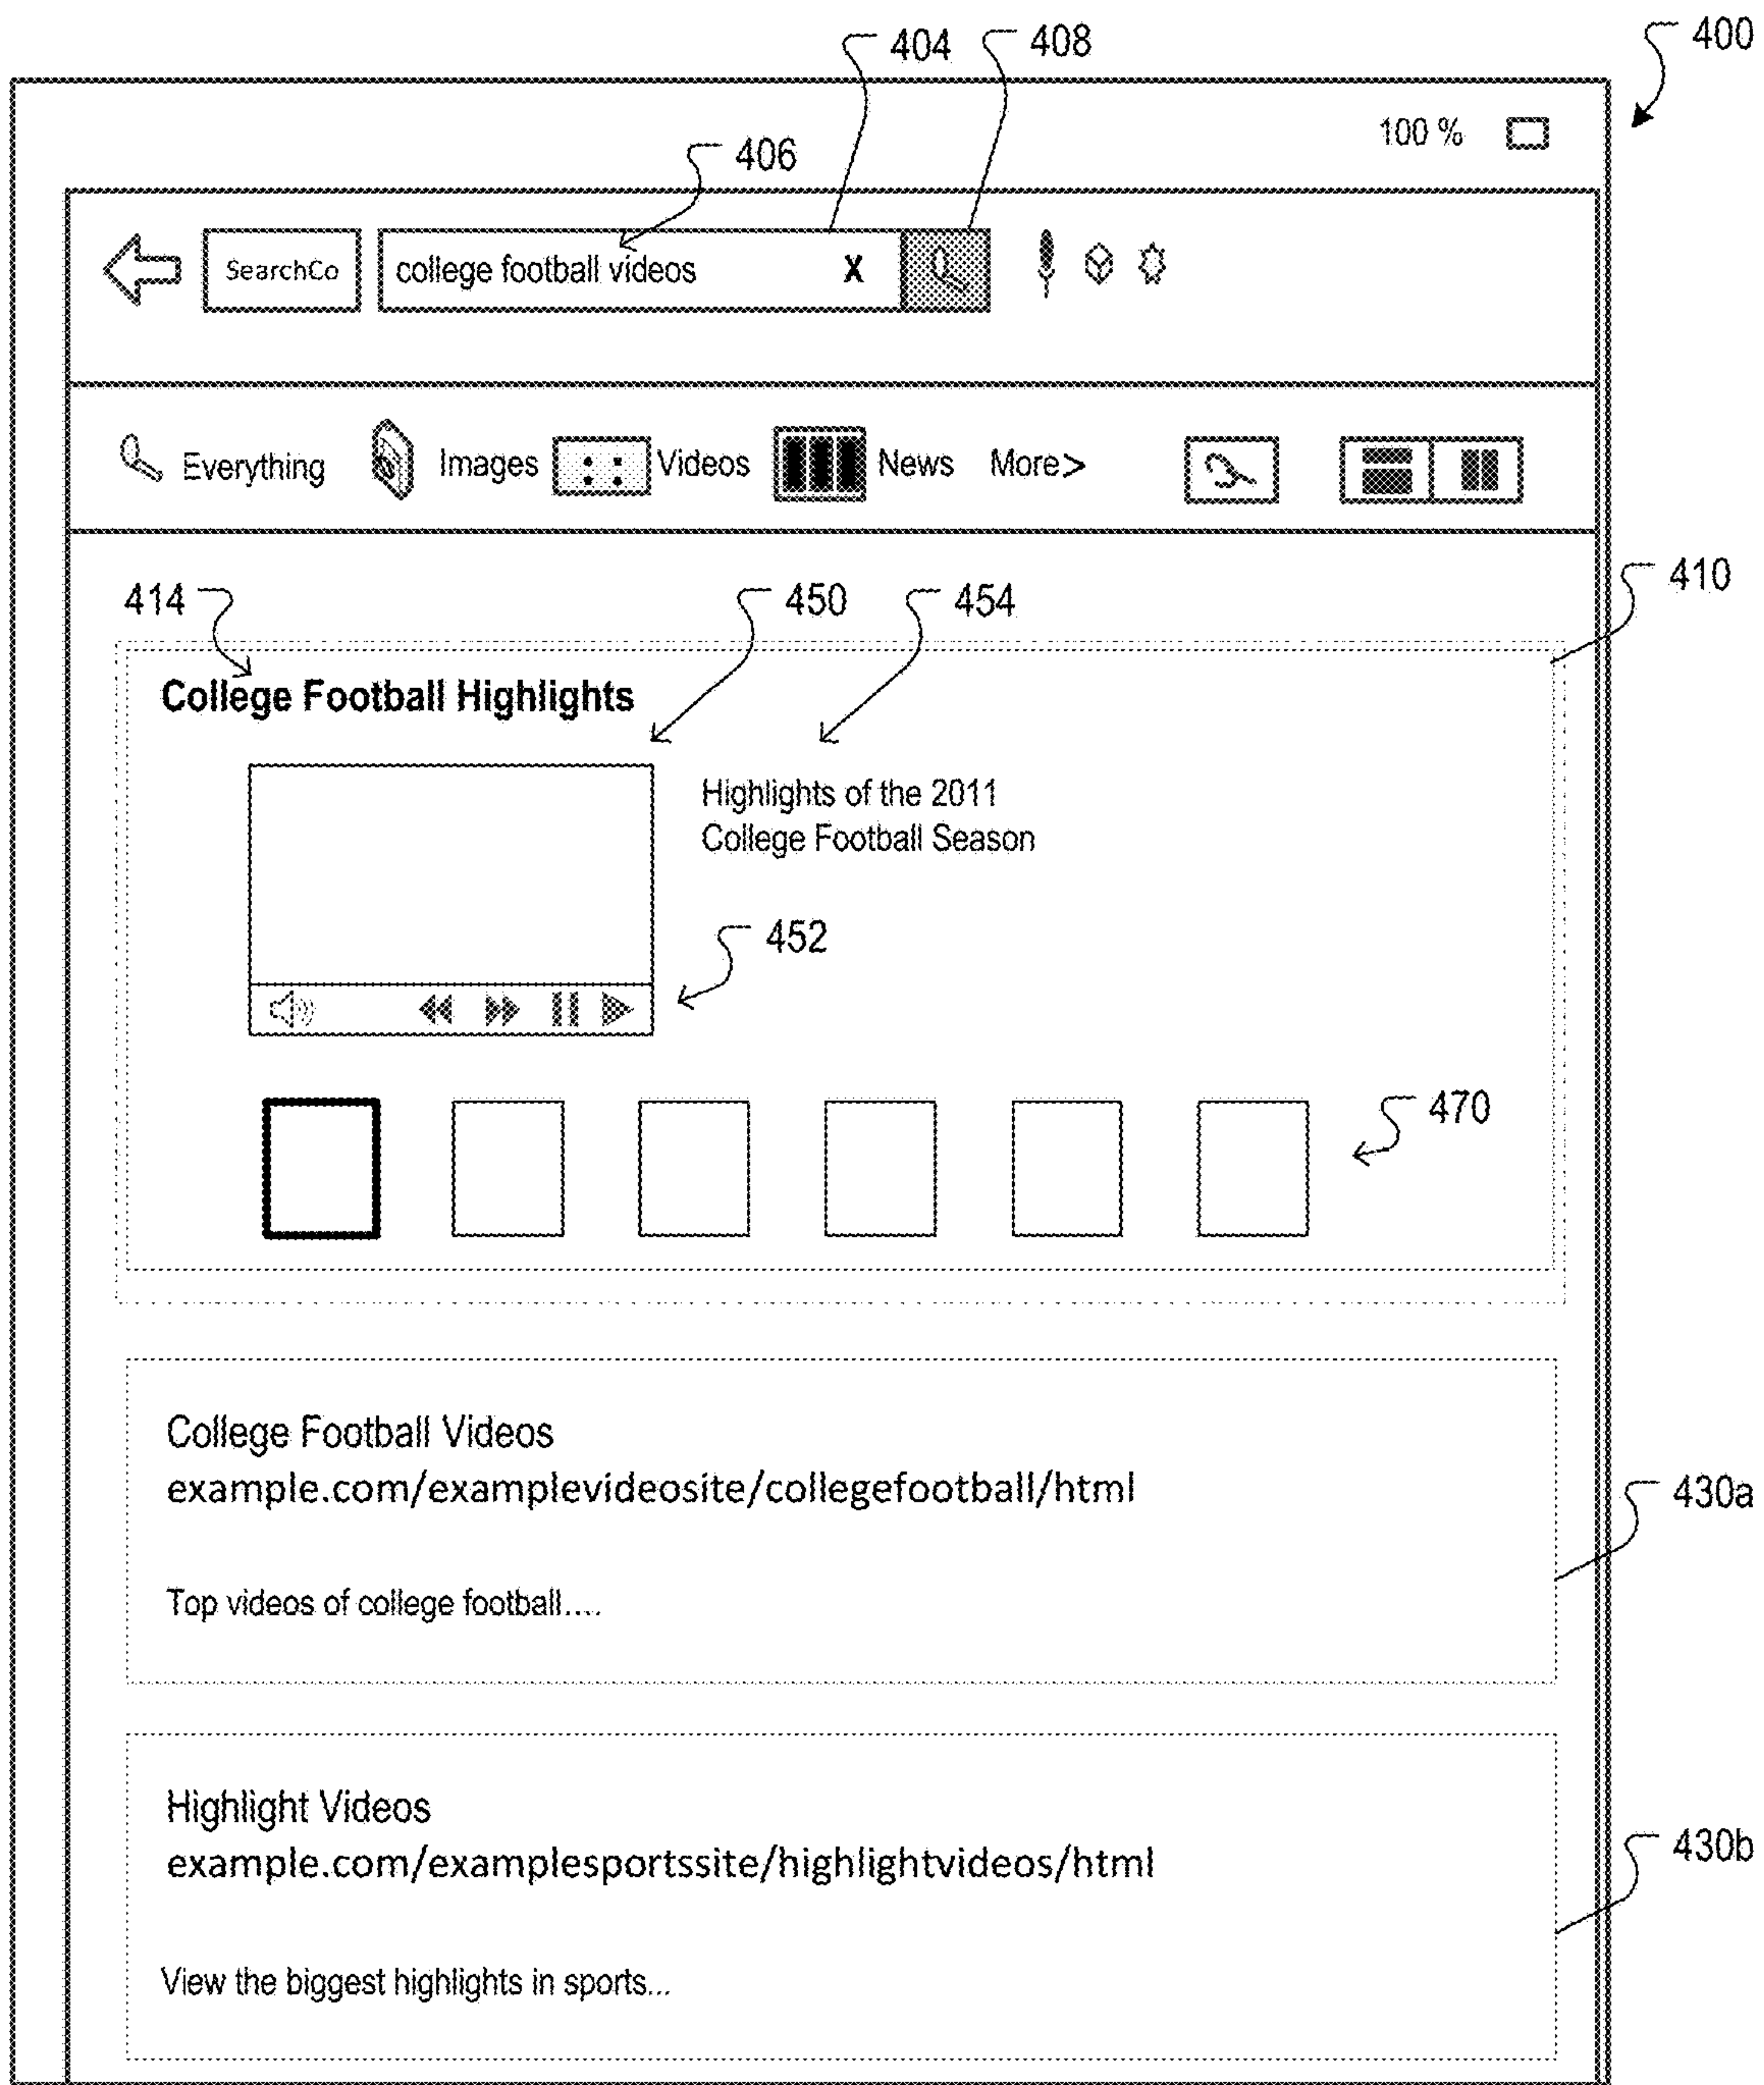 400
404 408
100 %
406
SearchCo college football videos X
Everything Images Videos News More>
410
414 450 454
College Football Highlights
Highlights of the 2011
College Football Season
452
470
College Football Videos
example.com/examplevideosite/collegefootball/html
430a
Top videos of college football....
Highlight Videos
example.com/examplesportssite/highlightvideos/html
430b
View the biggest highlights in sports...